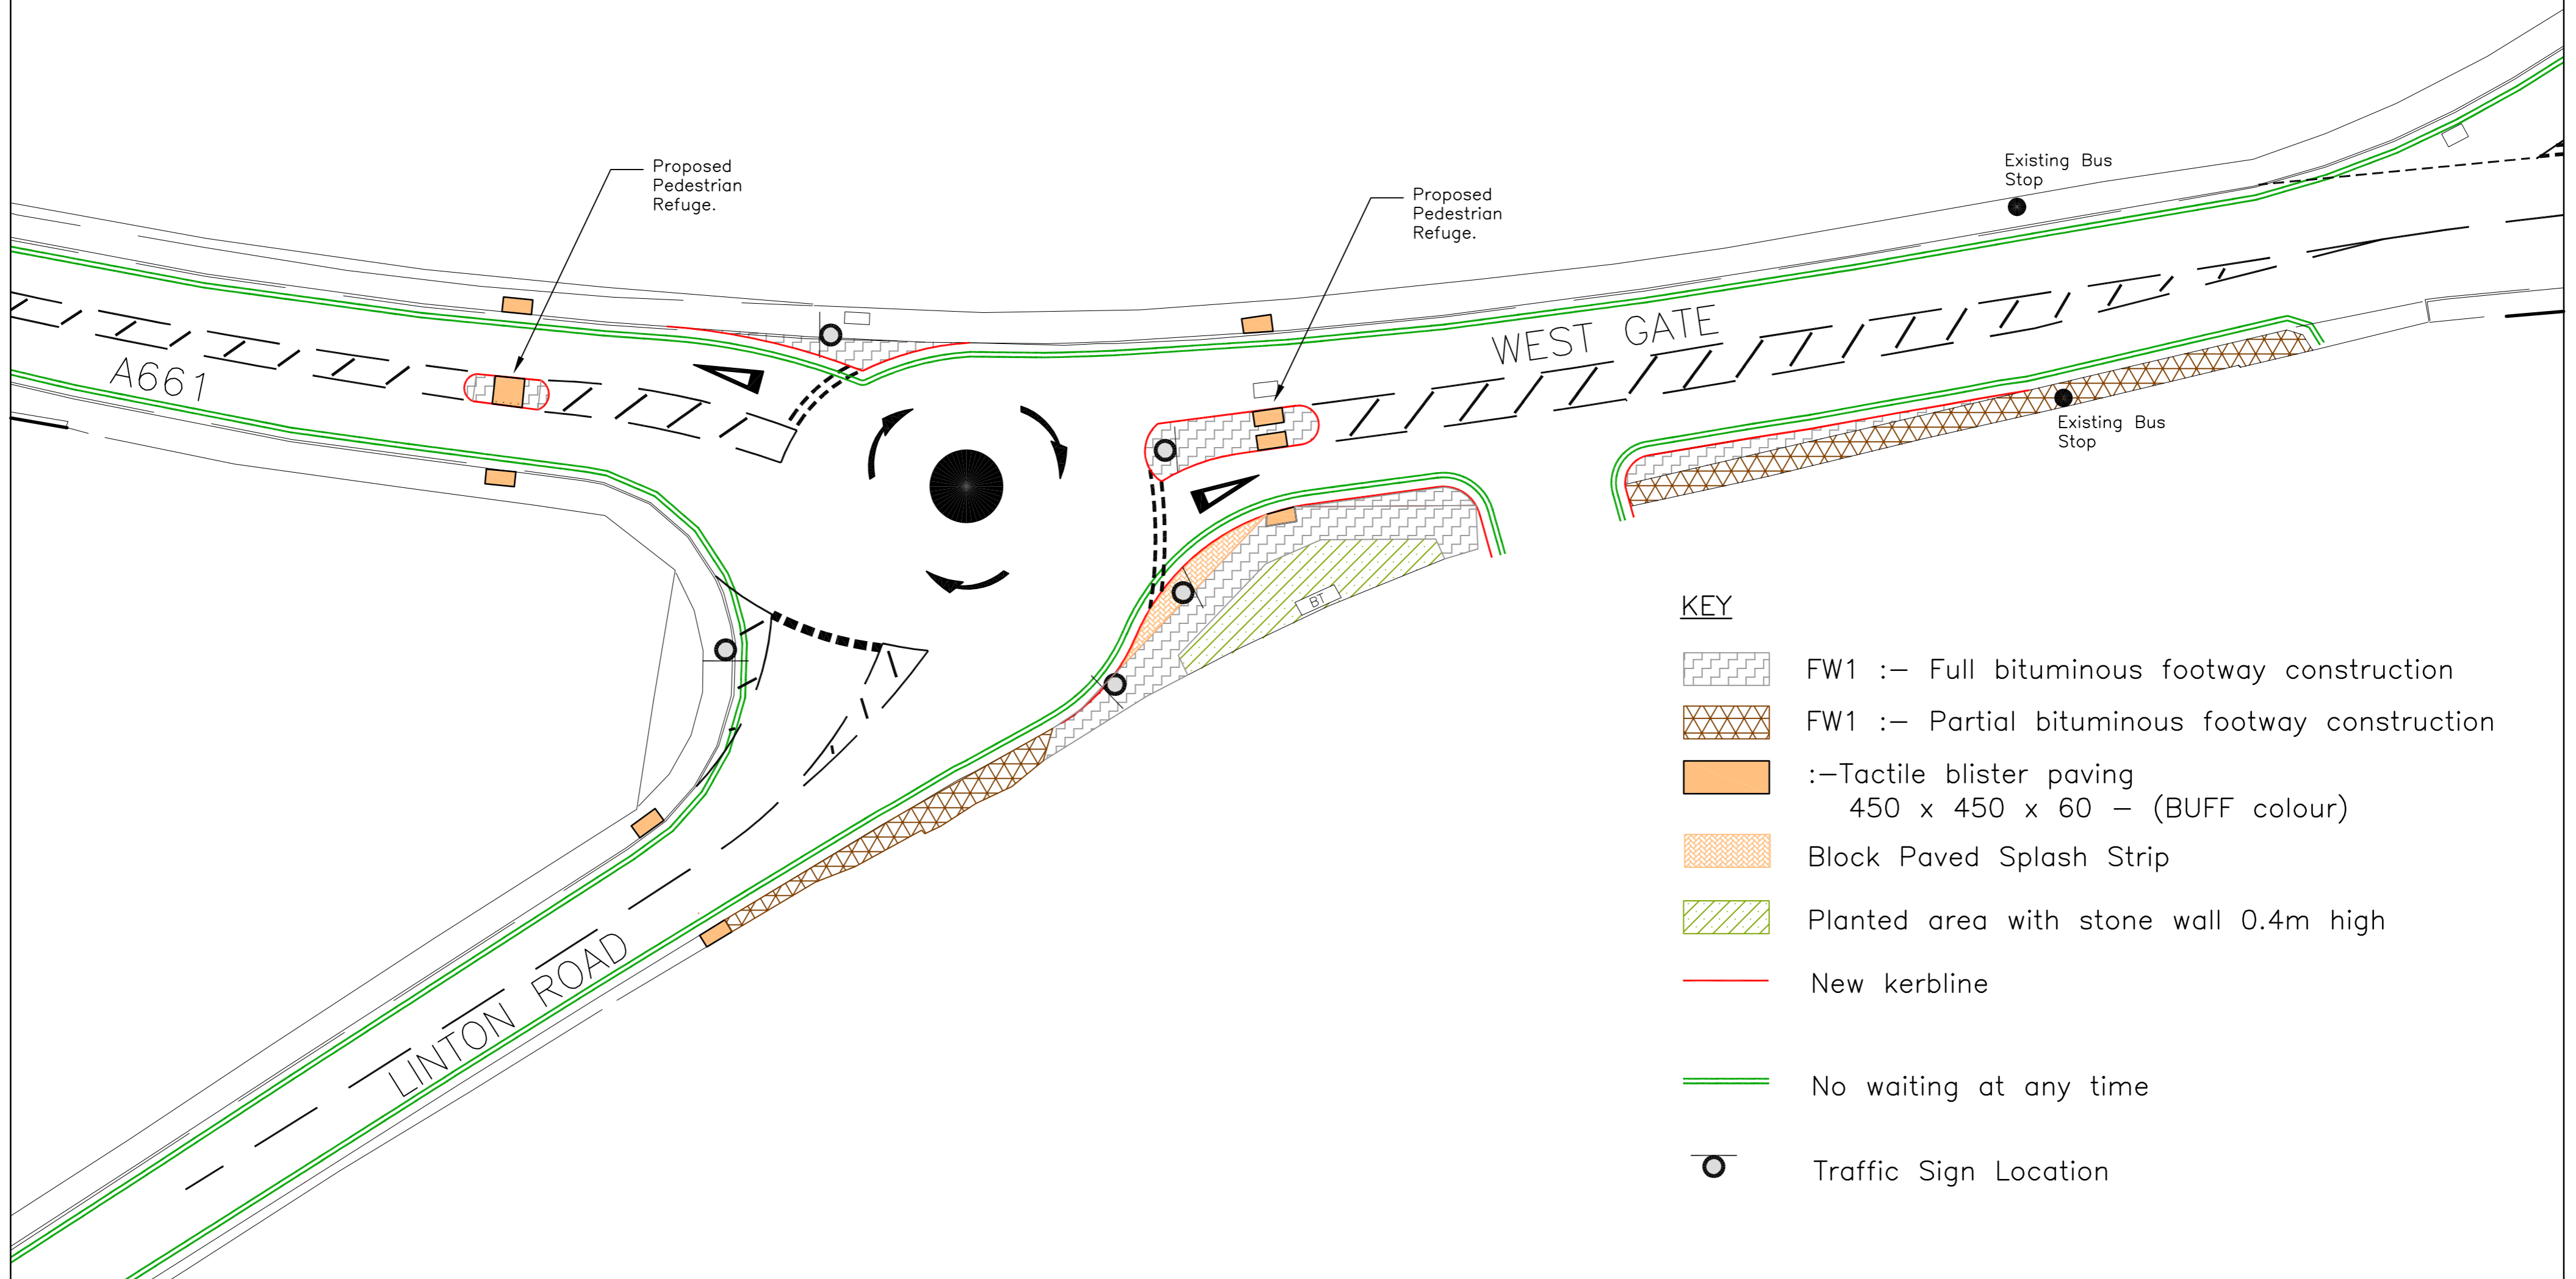 Proposed
Pedestrian
Refuge.
Proposed
Pedestrian
Refuge.
Existing Bus
Stop
A661
WEST GATE
Existing Bus
Stop
BT
LINTON ROAD
KEY
FW1 :- Full bituminous footway construction
FW1 :- Partial bituminous footway construction
:-Tactile blister paving
450 x 450 x 60 - (BUFF colour)
Block Paved Splash Strip
Planted area with stone wall 0.4m high
New kerbline
No waiting at any time
Traffic Sign Location